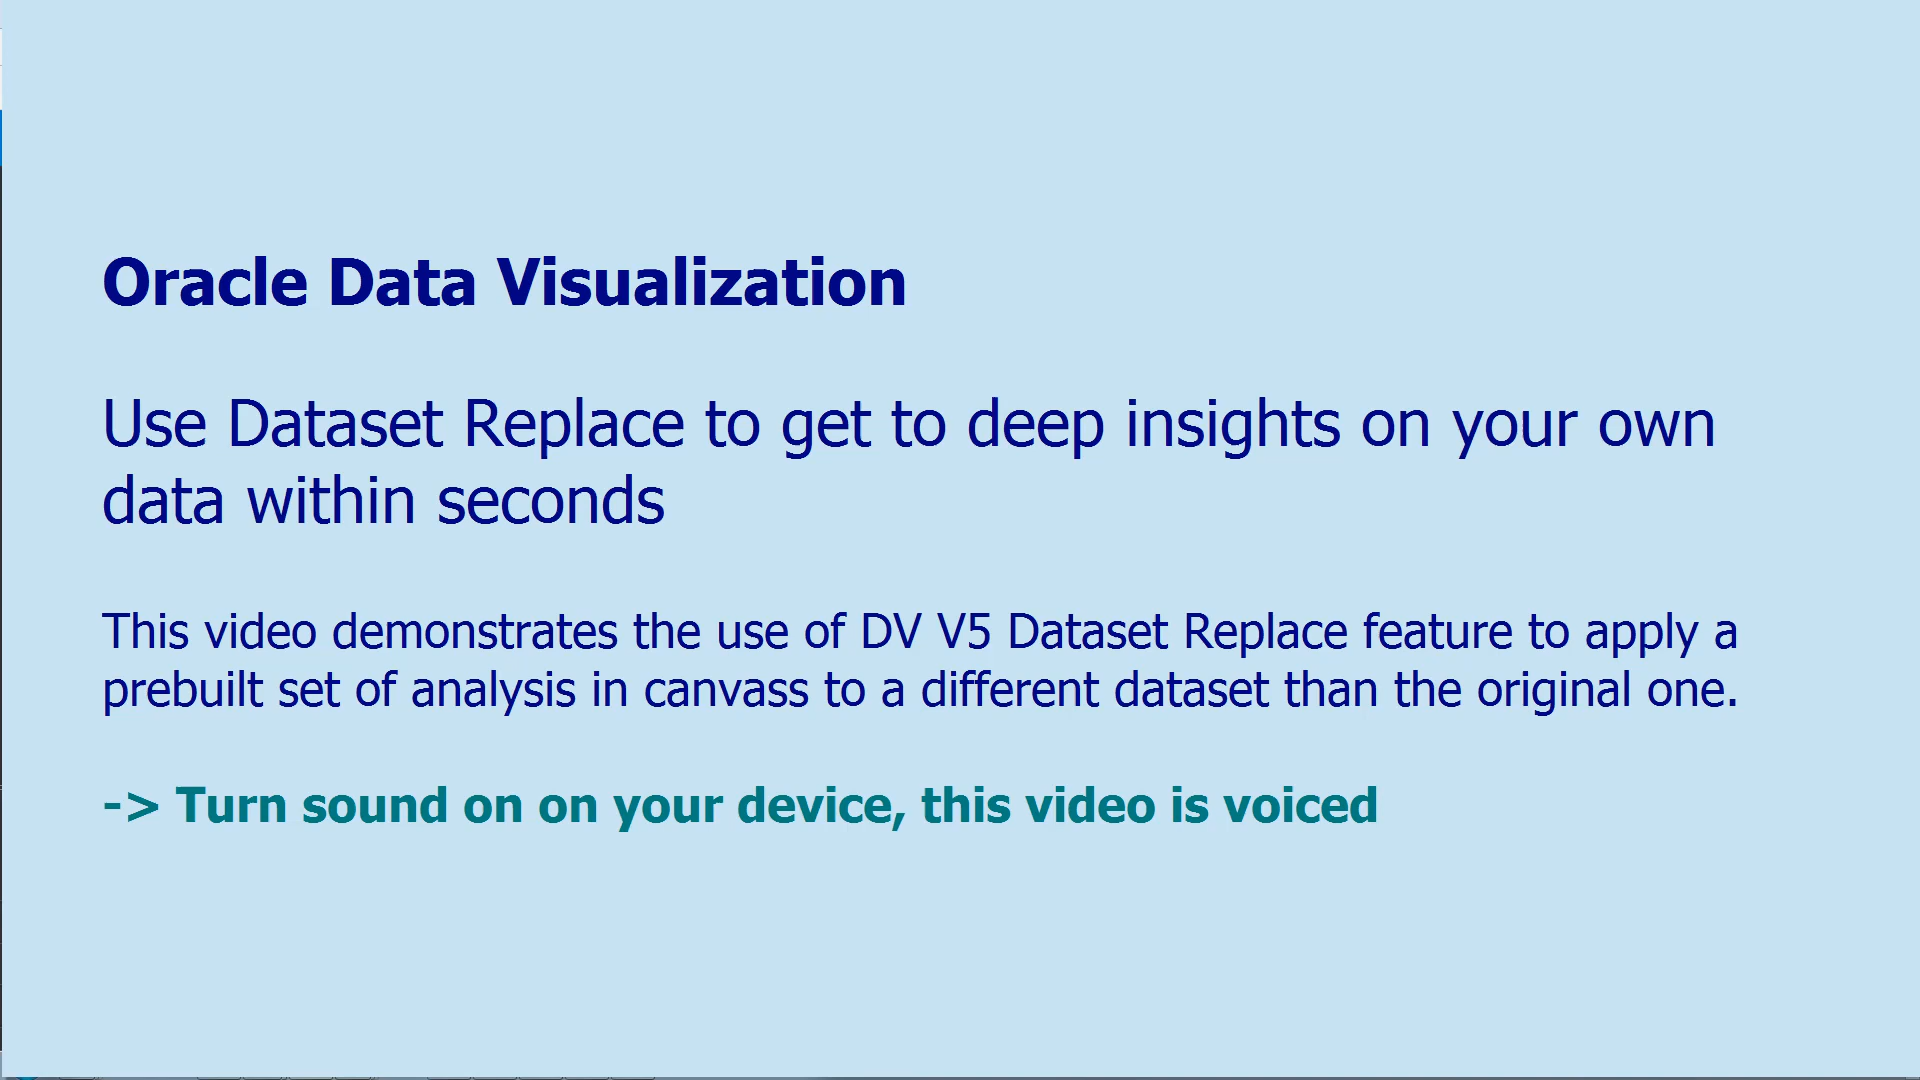 Oracle Data Visualization
Use Dataset Replace to get to deep insights on your own
data within seconds
This video demonstrates the use of DV V5 Dataset Replace feature to apply a
prebuilt set of analysis in canvass to a different dataset than the original one.
-> Turn sound on on your device, this video is voiced